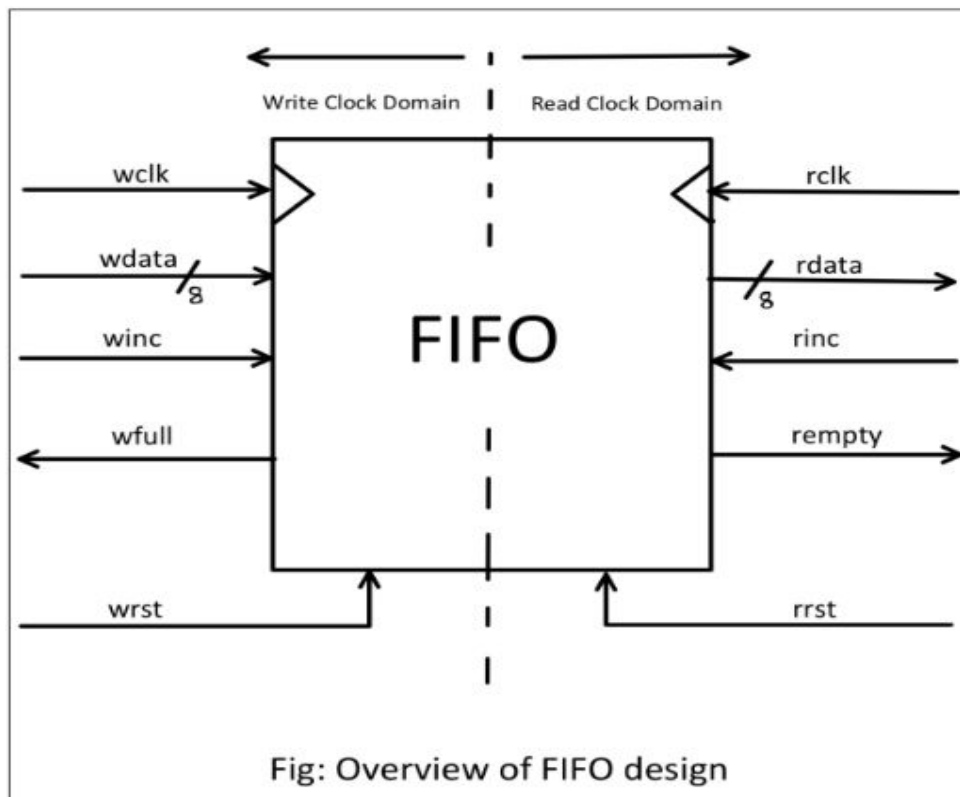 Write Clock Domain
Read Clock Domain
wclk
rclk
wdata
8
rdata
8
FIFO
winc
rinc
wfull
rempty
wrst
rrst
Fig: Overview of FIFO design